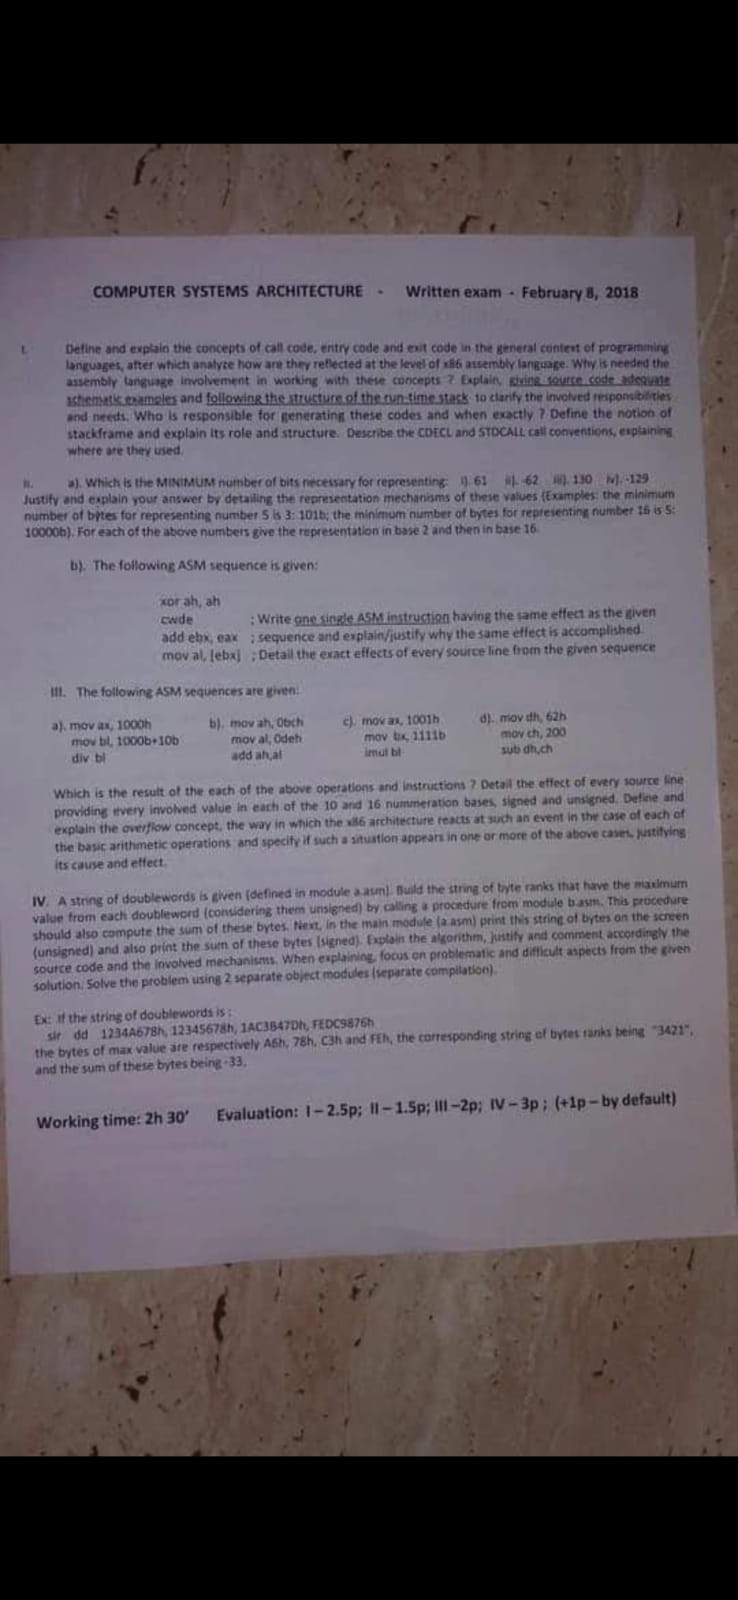 COMPUTER SYSTEMS ARCHITECTURE - Written exam - February 8, 2018
I. Define and explain the concepts of call code, entry code and exit code in the general context of programming
languages, after which analyze how are they reflected at the level of x86 assembly language. Why is needed the
assembly language involvement in working with these concepts ? Explain, giving source code adequate
schematic examples and following the structure of the run-time stack to clarify the involved responsibilities
and needs. Who is responsible for generating these codes and when exactly ? Define the notion of
stackframe and explain its role and structure. Describe the CDECL and STDCALL call conventions, explaining
where are they used.
II. a). Which is the MINIMUM number of bits necessary for representing: i). 61 ii). -62 iii). 130 iv). -129
Justify and explain your answer by detailing the representation mechanisms of these values (Examples: the minimum
number of bytes for representing number 5 is 3: 101b; the minimum number of bytes for representing number 16 is 5:
10000b). For each of the above numbers give the representation in base 2 and then in base 16.
b). The following ASM sequence is given:
xor ah, ah
cwde ; Write one single ASM instruction having the same effect as the given
add ebx, eax ; sequence and explain/justify why the same effect is accomplished.
mov al, [ebx] ; Detail the exact effects of every source line from the given sequence
III. The following ASM sequences are given:
a). mov ax, 1000h b). mov ah, 0bch c). mov ax, 1001h d). mov dh, 62h
mov bl, 1000b+10b mov al, 0deh mov bx, 1111b mov ch, 200
div bl add ah,al imul bl sub dh,ch
Which is the result of the each of the above operations and instructions ? Detail the effect of every source line
providing every involved value in each of the 10 and 16 nummeration bases, signed and unsigned. Define and
explain the overflow concept, the way in which the x86 architecture reacts at such an event in the case of each of
the basic arithmetic operations and specify if such a situation appears in one or more of the above cases, justifying
its cause and effect.
IV. A string of doublewords is given (defined in module a.asm). Build the string of byte ranks that have the maximum
value from each doubleword (considering them unsigned) by calling a procedure from module b.asm. This procedure
should also compute the sum of these bytes. Next, in the main module (a.asm) print this string of bytes on the screen
(unsigned) and also print the sum of these bytes (signed). Explain the algorithm, justify and comment accordingly the
source code and the involved mechanisms. When explaining, focus on problematic and difficult aspects from the given
solution. Solve the problem using 2 separate object modules (separate compilation).
Ex: If the string of doublewords is :
sir dd 1234A678h, 12345678h, 1AC3B47Dh, FEDC9876h
the bytes of max value are respectively A6h, 78h, C3h and FEh, the corresponding string of bytes ranks being "3421",
and the sum of these bytes being -33.
Working time: 2h 30' Evaluation: I – 2.5p; II – 1.5p; III –2p; IV – 3p ; (+1p – by default)